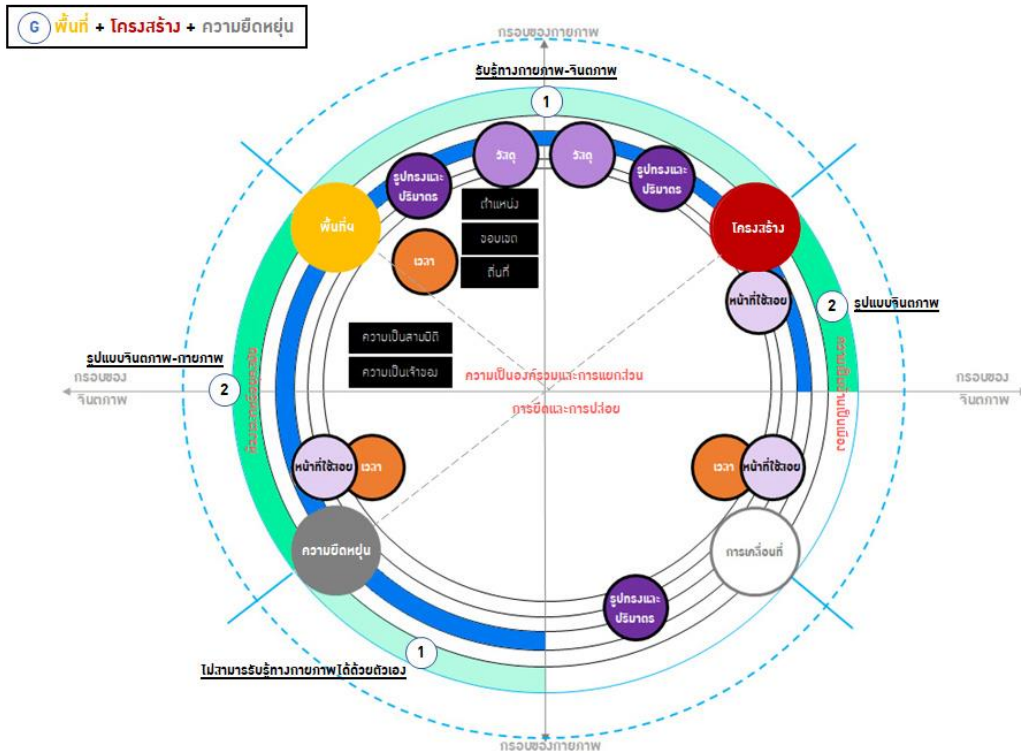 G พื้นที่ + โครงสร้าง + ความยืดหยุ่น
กรอบของกายภาพ
รับรู้ทางกายภาพ-จินตภาพ
1
วัสดุ วัสดุ
รูปทรงและ
ปริมาตร
รูปทรงและ
ปริมาตร
ตำแหน่ง
ขอบเขต
ถิ่นที่
พื้นที่ฯ
โครงสร้าง
เวลา
หน้าที่ใช้สอย
2
รูปแบบจินตภาพ
ความเป็นสามมิติ
ความเป็นเจ้าของ
รูปแบบจินตภาพ-กายภาพ
2
ความเป็นองค์รวมและการแยกส่วน
กรอบของ
จินตภาพ
กรอบของ
จินตภาพ
การยึดและการปล่อย
หน้าที่ใช้สอย เวลา
เวลา หน้าที่ใช้สอย
ความยืดหยุ่น
การเคลื่อนที่
รูปทรงและ
ปริมาตร
1
ไม่สามารถรับรู้ทางกายภาพได้ด้วยตัวเอง
กรอบของกายภาพ